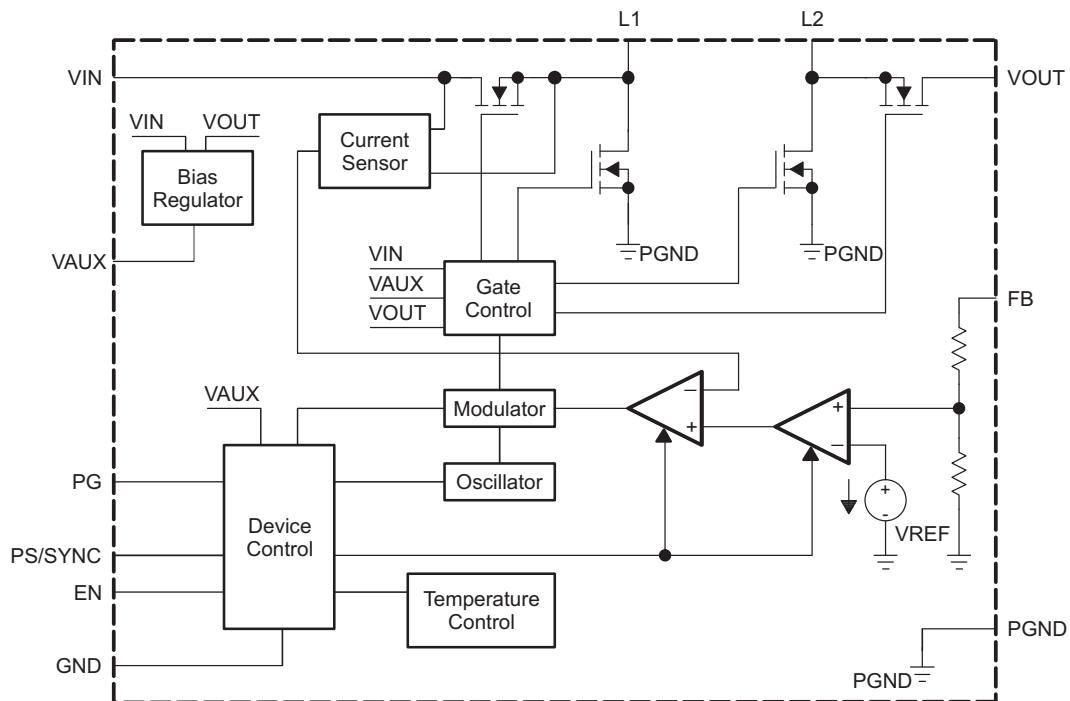 L1
L2
VIN
VOUT
VIN
VOUT
Current
Sensor
Bias
Regulator
VAUX
PGND
PGND
VIN
VAUX
VOUT
Gate
Control
FB
VAUX
Modulator
−
+
+
−
PG
Oscillator
+
-
VREF
Device
Control
PS/SYNC
EN
Temperature
Control
GND
PGND
PGND